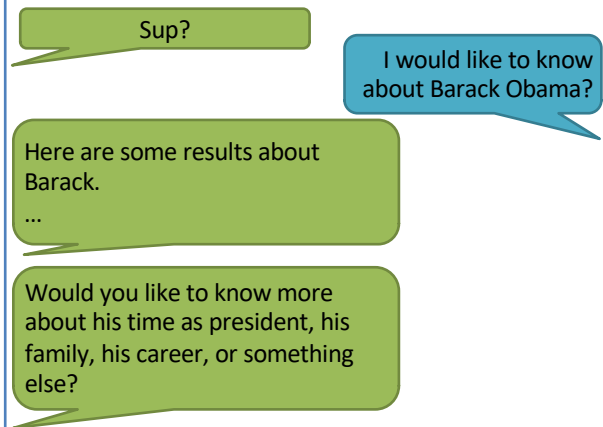 Sup?
I would like to know
about Barack Obama?
Here are some results about
Barack.
...
Would you like to know more
about his time as president, his
family, his career, or something
else?